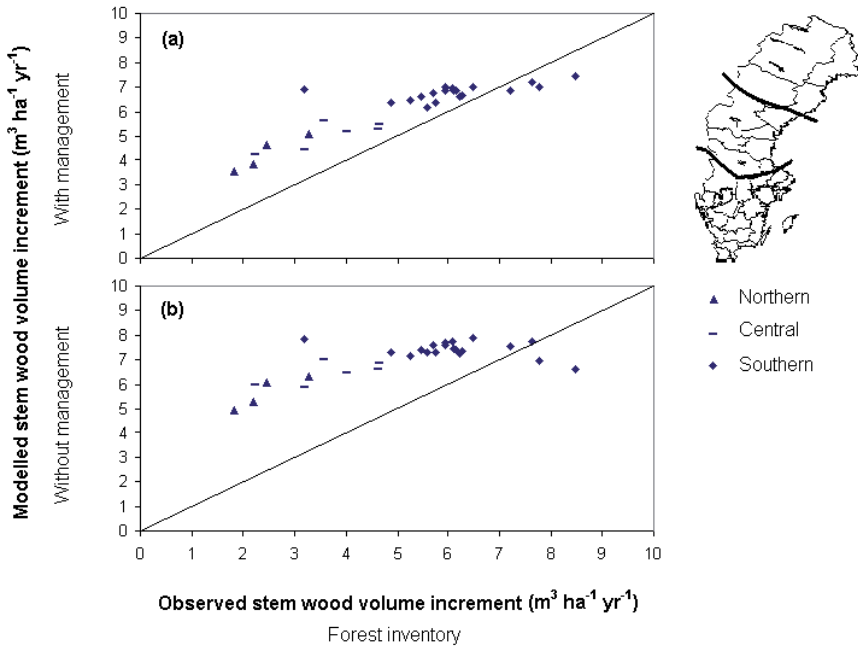 Modelled stem wood volume increment (m³ ha⁻¹ yr⁻¹)
With management
Without management
(a)
10
9
8
7
6
5
4
3
2
1
0
(b)
10
9
8
7
6
5
4
3
2
1
0
0 1 2 3 4 5 6 7 8 9 10
Observed stem wood volume increment (m³ ha⁻¹ yr⁻¹)
Forest inventory
Northern
Central
Southern